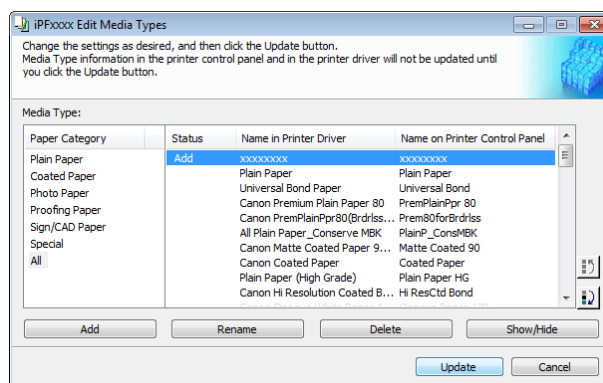 iPFxxxx Edit Media Types
Change the settings as desired, and then click the Update button.
Media Type information in the printer control panel and in the printer driver will not be updated until
you click the Update button.
Media Type:
Paper Category Status Name in Printer Driver Name on Printer Control Panel
Add xxxxxxxx xxxxxxxx
Plain Paper Plain Paper Plain Paper
Coated Paper Universal Bond Paper Universal Bond
Photo Paper Canon Premium Plain Paper 80 PremPlainPpr 80
Proofing Paper Canon PremPlainPpr80(Brdrlss... Prem80forBrdrlss
Sign/CAD Paper All Plain Paper_Conserve MBK PlainP_ConsMBK
Special Canon Matte Coated Paper 9... Matte Coated 90
All Canon Coated Paper Coated Paper
Plain Paper (High Grade) Plain Paper HG
Canon Hi Resolution Coated B... Hi ResCtd Bond
Add Rename Delete Show/Hide
Update Cancel